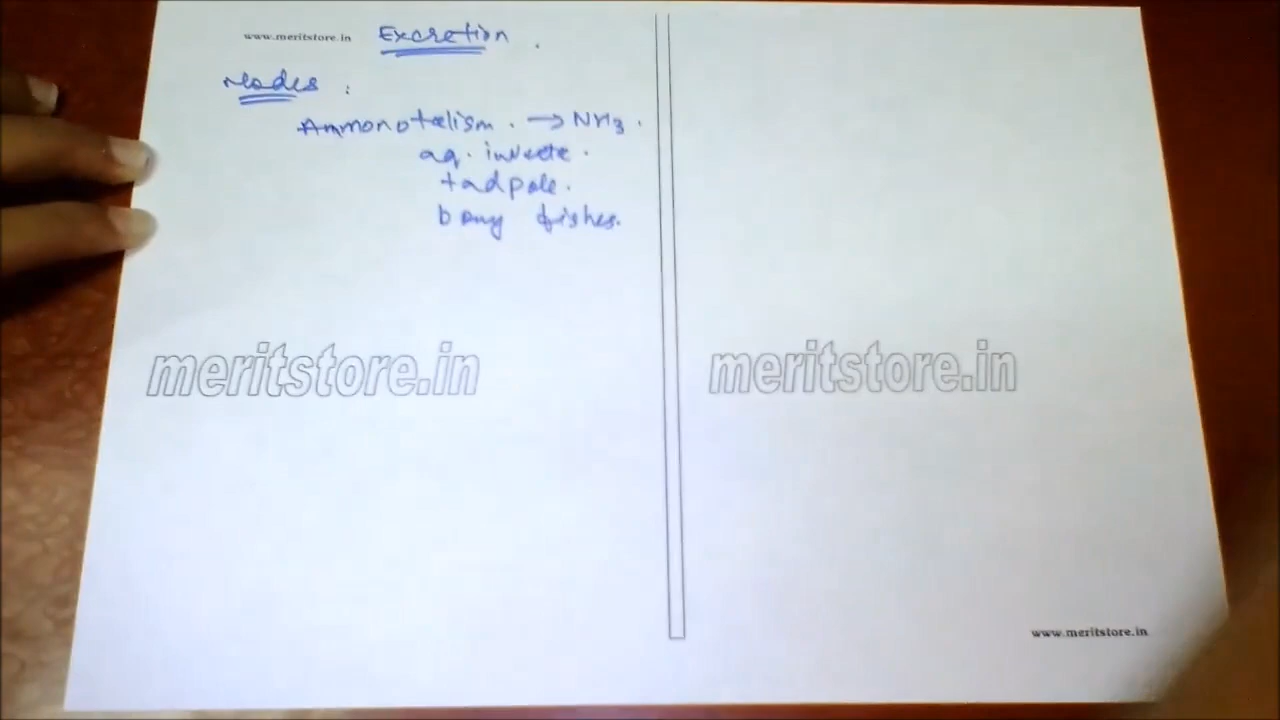 www.meritstore.in Excretion .
Modes :
Ammonotelism . → NH3 .
aq. inverte .
tadpole.
bony fishes.
meritstore.in meritstore.in
www.meritstore.in